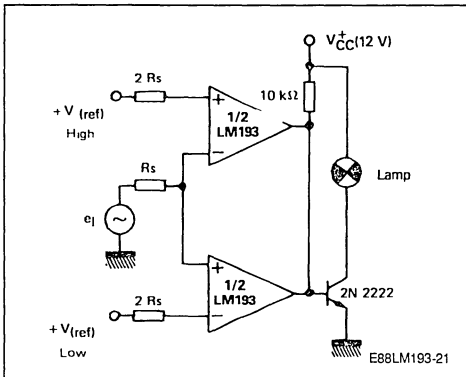 V+CC(12 V)
2 Rs
10 kΩ
+ V (ref)
High
+
1/2
LM193
−
Rs
Lamp
eI
~
+
1/2
LM193
−
2N 2222
2 Rs
+ V(ref)
Low
E88LM193-21